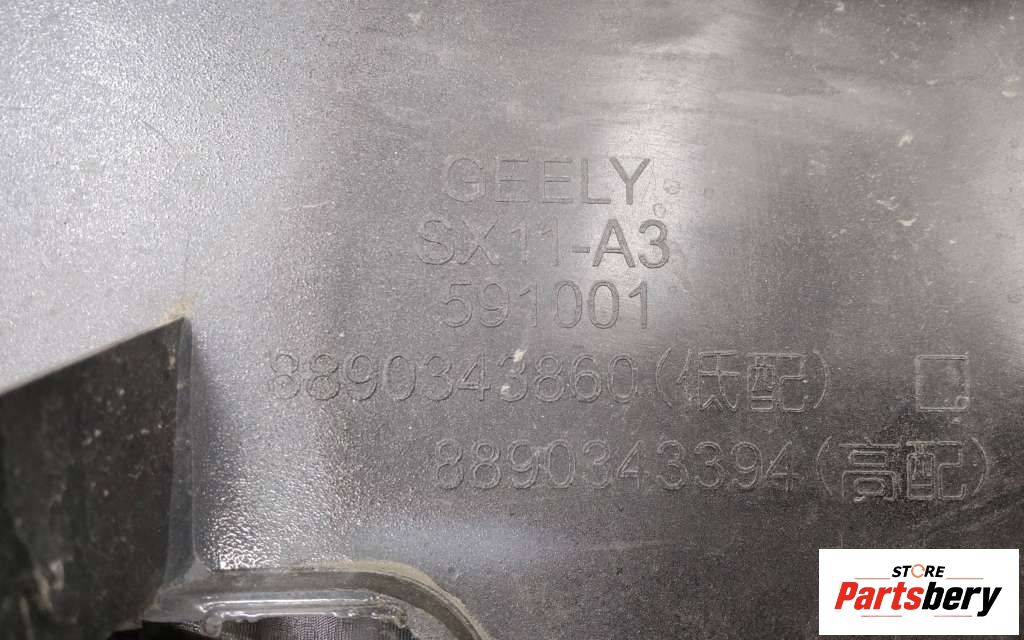 GEELY
SX11-A3
591001
8890343860(低配)
8890343394(高配)
STORE
Partsbery